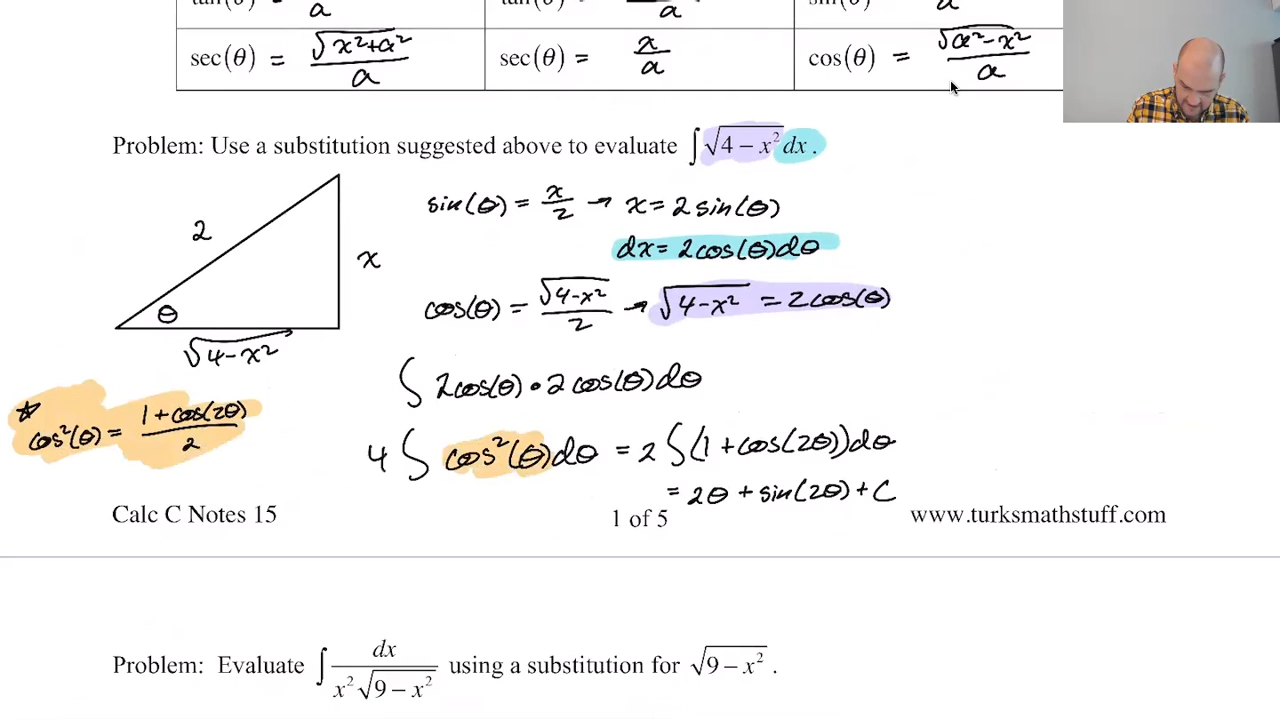 tan(θ) = a
tan(θ) = a
sin(θ) = a
sec(θ) = √(x²+a²)/a
sec(θ) = x/a
cos(θ) = √(a²-x²)/a
Problem: Use a substitution suggested above to evaluate ∫√(4 − x²) dx .
2
x
θ
√(4-x²)
sin(θ) = x/2 → x = 2 sin(θ)
dx = 2cos(θ)dθ
cos(θ) = √(4-x²)/2 → √(4-x²) = 2cos(θ)
∫ 2cos(θ) • 2cos(θ)dθ
☆ cos²(θ) = (1+cos(2θ))/2
4 ∫ cos²(θ)dθ = 2 ∫(1+cos(2θ))dθ
= 2θ + sin(2θ) + C
Calc C Notes 15
1 of 5
www.turksmathstuff.com
Problem: Evaluate ∫ dx/(x²√(9 − x²)) using a substitution for √(9 − x²) .